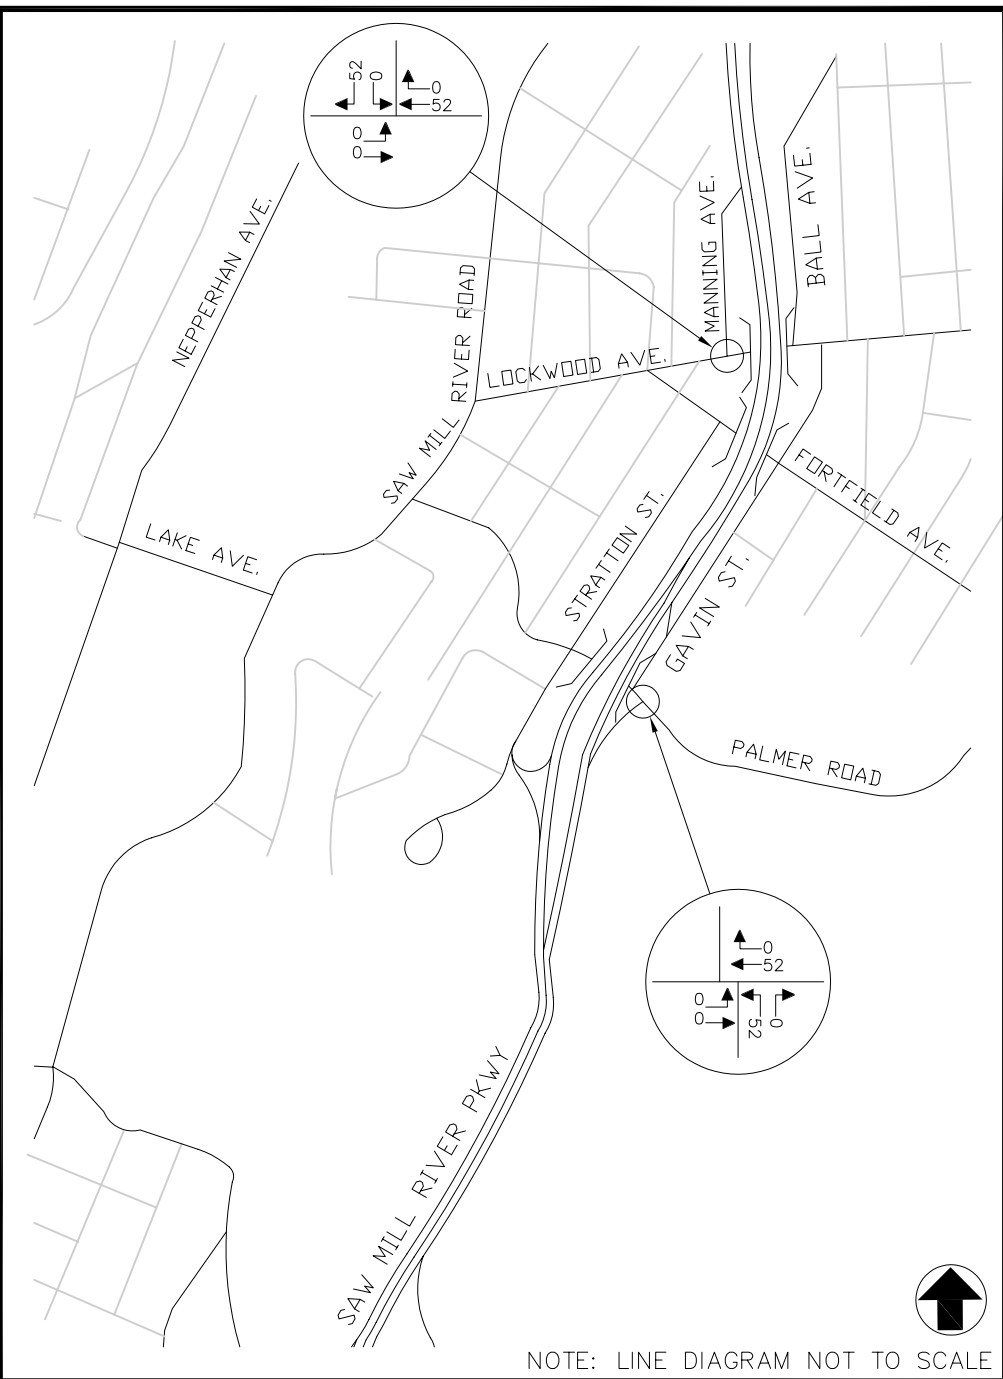 52
0
0
52
0
0
NEPPERHAN AVE.
SAW MILL RIVER ROAD
MANNING AVE.
BALL AVE.
LOCKWOOD AVE.
FORTFIELD AVE.
STRATTON ST.
LAKE AVE.
GAVIN ST.
PALMER ROAD
0
52
0
0
52
0
SAW MILL RIVER PKWY
NOTE: LINE DIAGRAM NOT TO SCALE